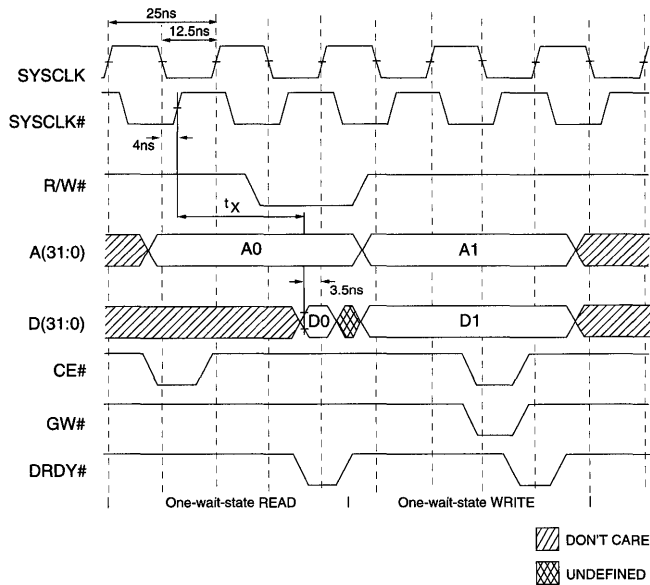 25ns
12.5ns
SYSCLK
SYSCLK#
4ns
R/W#
tX
A(31:0)
A0
A1
3.5ns
D(31:0)
D0
D1
CE#
GW#
DRDY#
One-wait-state READ
One-wait-state WRITE
DON'T CARE
UNDEFINED